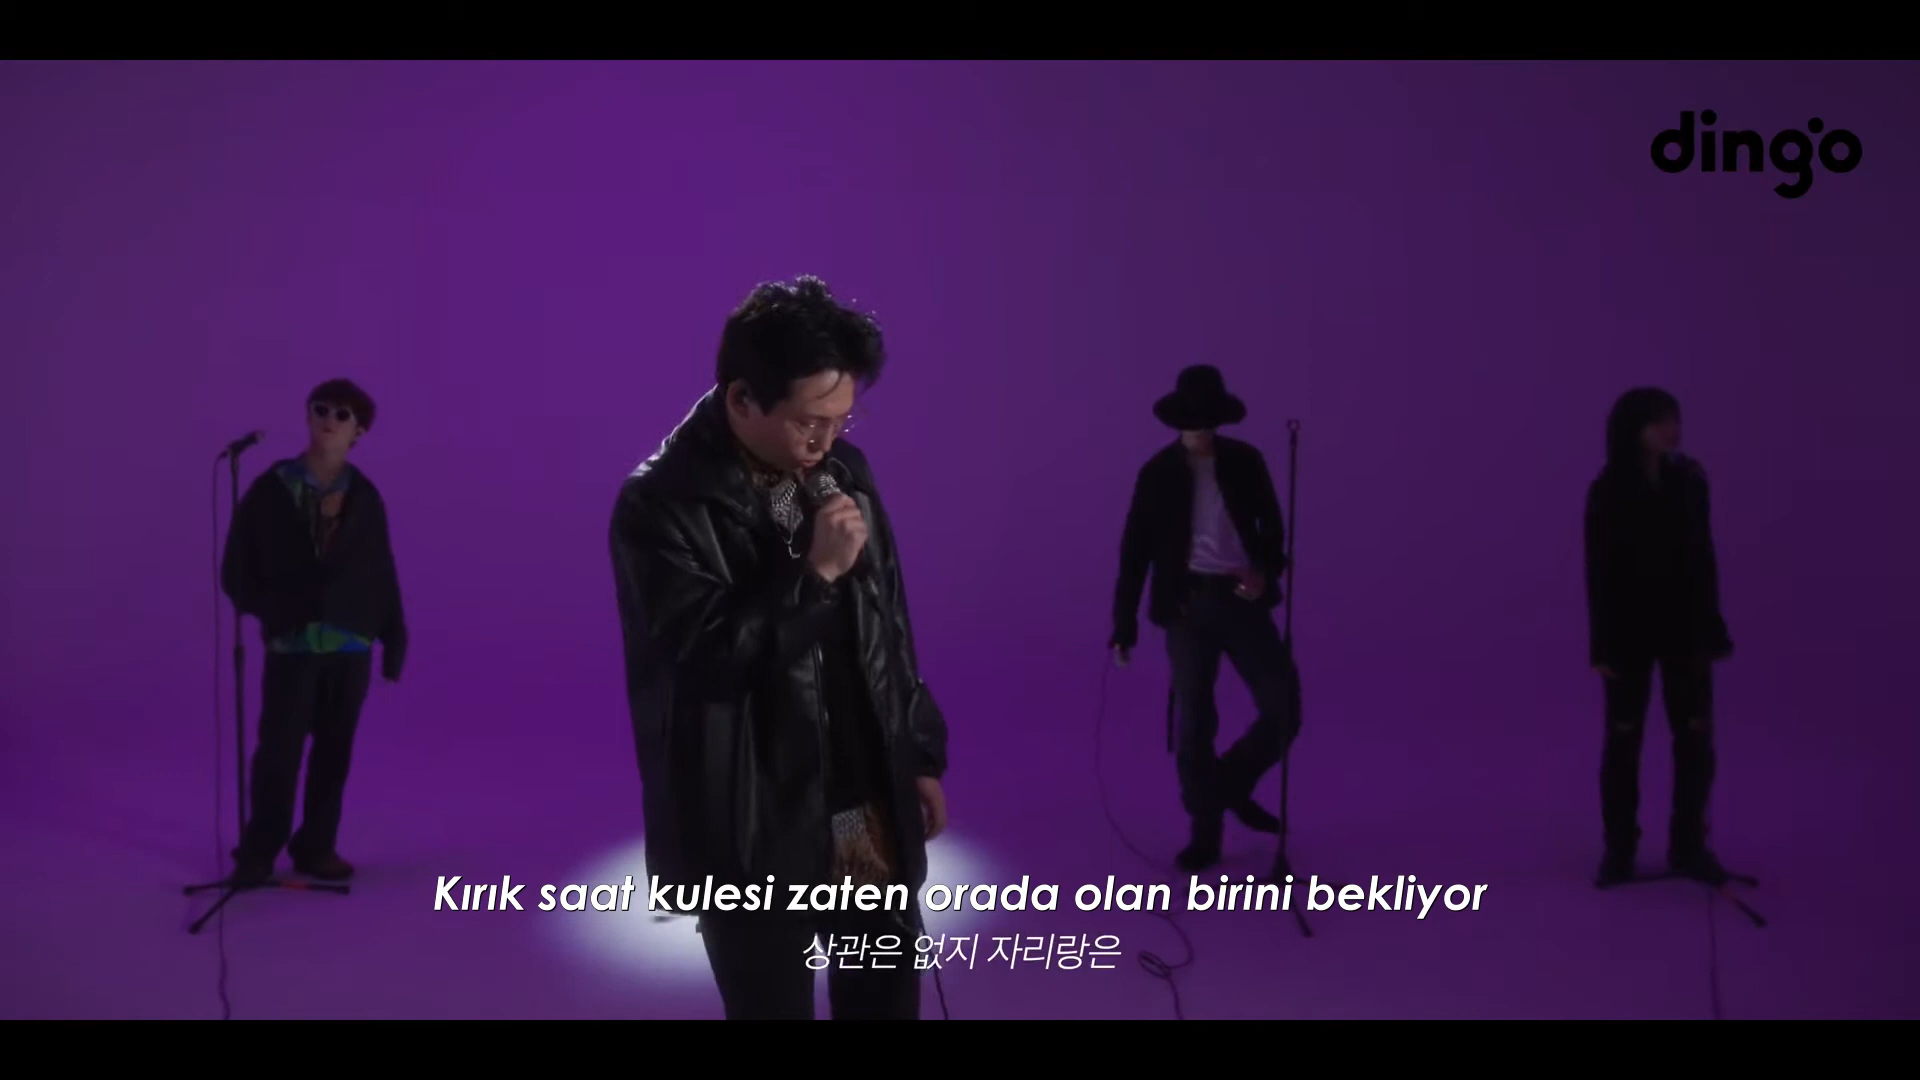 dingo
Kırık saat kulesi zaten orada olan birini bekliyor
상관은 없지 자리랑은